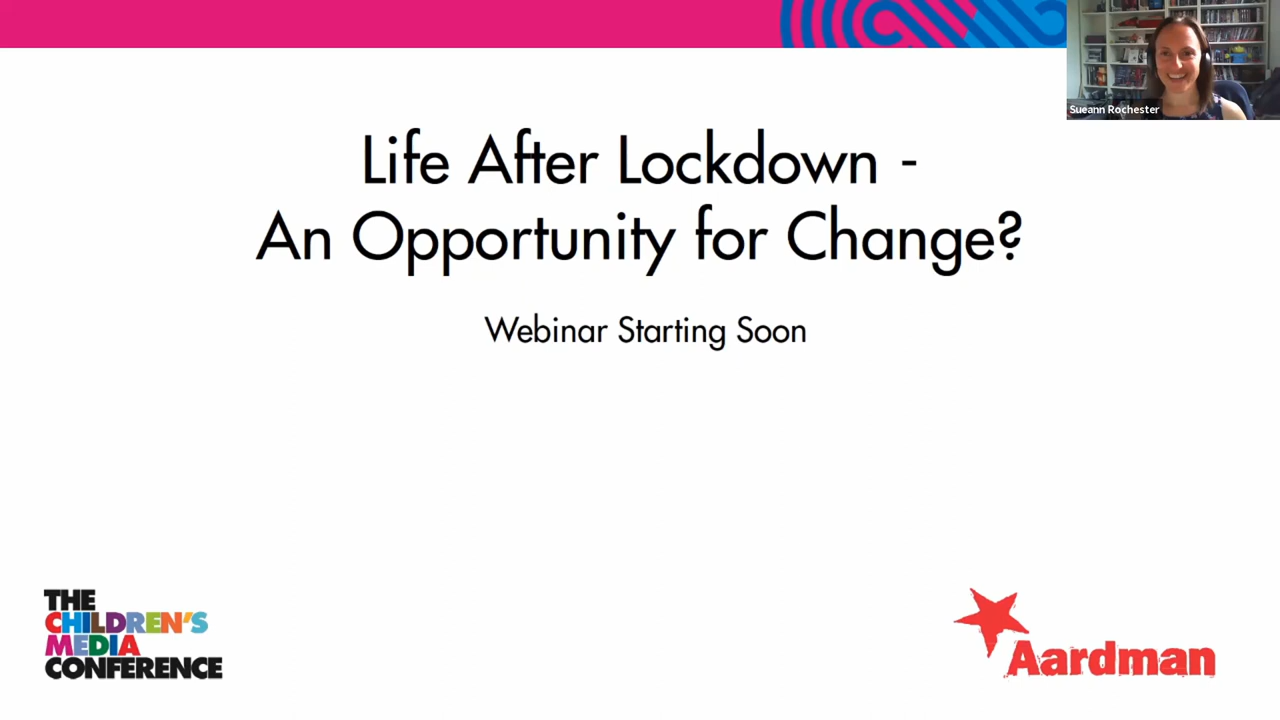 Sueann Rochester
Life After Lockdown -
An Opportunity for Change?
Webinar Starting Soon
THE
CHILDREN'S
MEDIA
CONFERENCE
Aardman